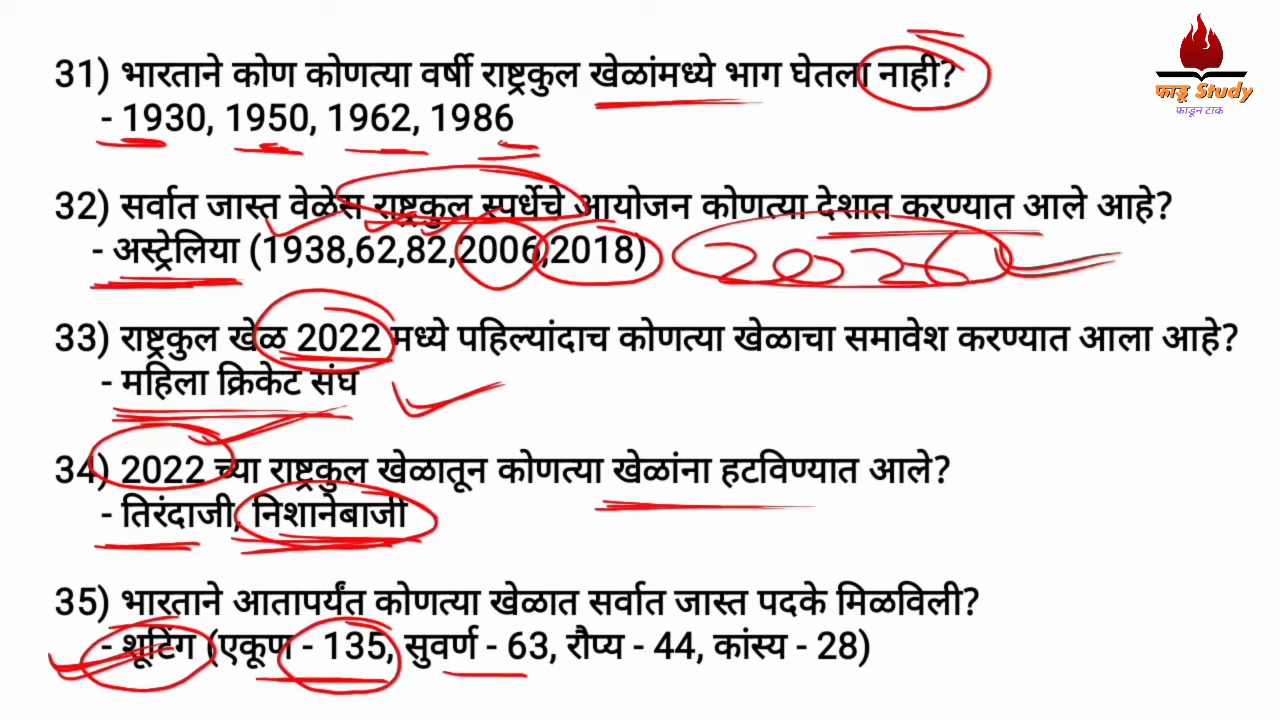 31) भारताने कोण कोणत्या वर्षी राष्ट्रकुल खेळांमध्ये भाग घेतला नाही?
- 1930, 1950, 1962, 1986
32) सर्वात जास्त वेळेस राष्ट्रकुल स्पर्धेचे आयोजन कोणत्या देशात करण्यात आले आहे?
- अस्ट्रेलिया (1938,62,82,2006,2018) 2026
33) राष्ट्रकुल खेळ 2022 मध्ये पहिल्यांदाच कोणत्या खेळाचा समावेश करण्यात आला आहे?
- महिला क्रिकेट संघ
34) 2022 च्या राष्ट्रकुल खेळातून कोणत्या खेळांना हटविण्यात आले?
- तिरंदाजी, निशानेबाजी
35) भारताने आतापर्यंत कोणत्या खेळात सर्वात जास्त पदके मिळविली?
- शूटिंग (एकूण - 135, सुवर्ण - 63, रौप्य - 44, कांस्य - 28)
फाडू Study
फाडून टाक